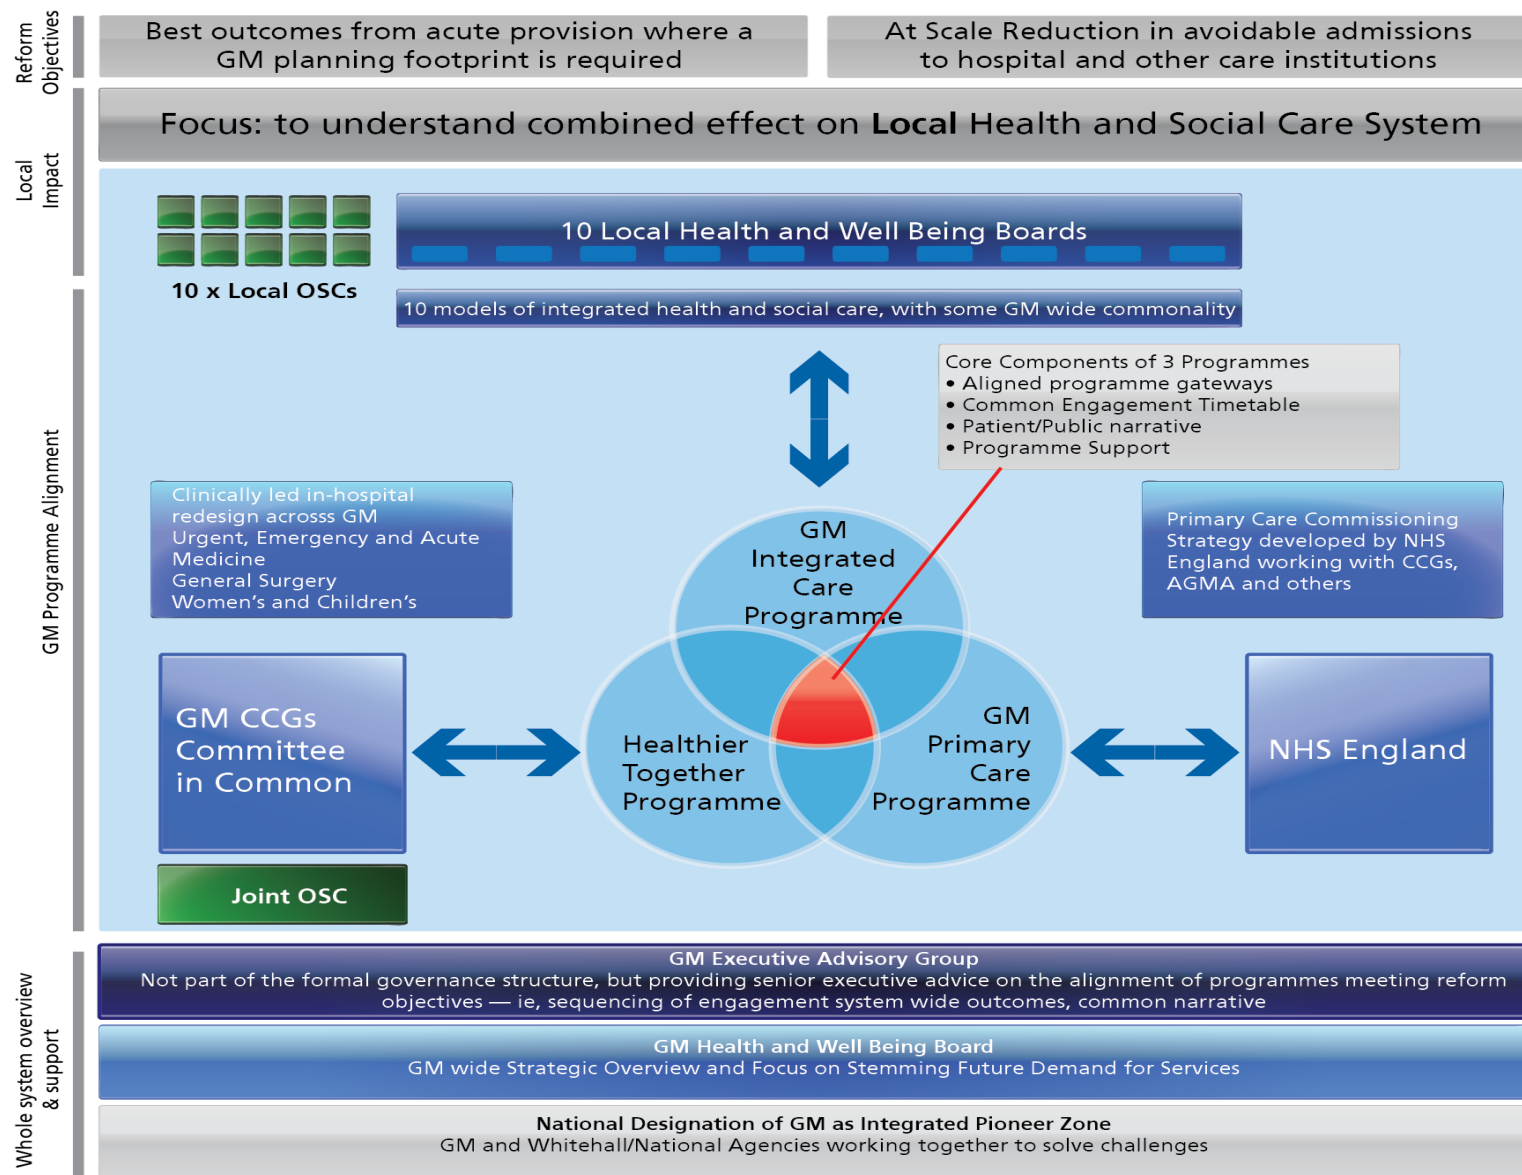 Reform
Objectives
Best outcomes from acute provision where a
GM planning footprint is required
At Scale Reduction in avoidable admissions
to hospital and other care institutions
Local
Impact
Focus: to understand combined effect on Local Health and Social Care System
10 x Local OSCs
10 Local Health and Well Being Boards
10 models of integrated health and social care, with some GM wide commonality
GM Programme Alignment
Core Components of 3 Programmes
• Aligned programme gateways
• Common Engagement Timetable
• Patient/Public narrative
• Programme Support
Clinically led in-hospital
redesign acrosss GM
Urgent, Emergency and Acute
Medicine
General Surgery
Women's and Children's
Primary Care Commissioning
Strategy developed by NHS
England working with CCGs,
AGMA and others
GM
Integrated
Care
Programme
GM CCGs
Committee
in Common
Healthier
Together
Programme
GM
Primary
Care
Programme
NHS England
Joint OSC
Whole system overview
& support
GM Executive Advisory Group
Not part of the formal governance structure, but providing senior executive advice on the alignment of programmes meeting reform
objectives — ie, sequencing of engagement system wide outcomes, common narrative
GM Health and Well Being Board
GM wide Strategic Overview and Focus on Stemming Future Demand for Services
National Designation of GM as Integrated Pioneer Zone
GM and Whitehall/National Agencies working together to solve challenges